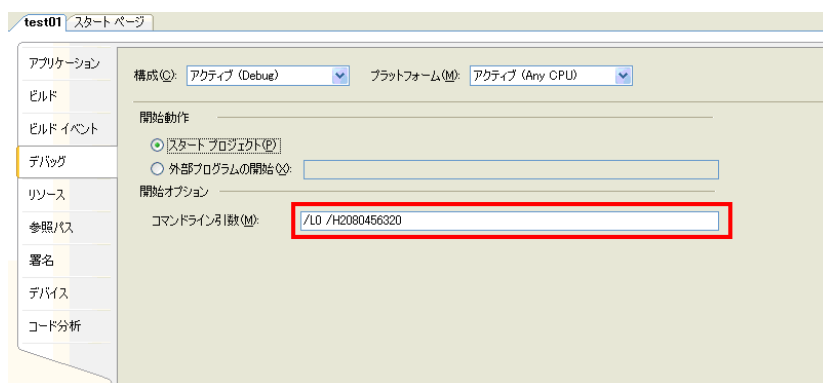 test01 スタート ページ
アプリケーション
ビルド
ビルド イベント
デバッグ
リソース
参照パス
署名
デバイス
コード分析
構成(C): アクティブ (Debug) プラットフォーム(M): アクティブ (Any CPU)
開始動作
スタート プロジェクト(P)
外部プログラムの開始(X):
開始オプション
コマンドライン引数(M): /L0 /H2080456320